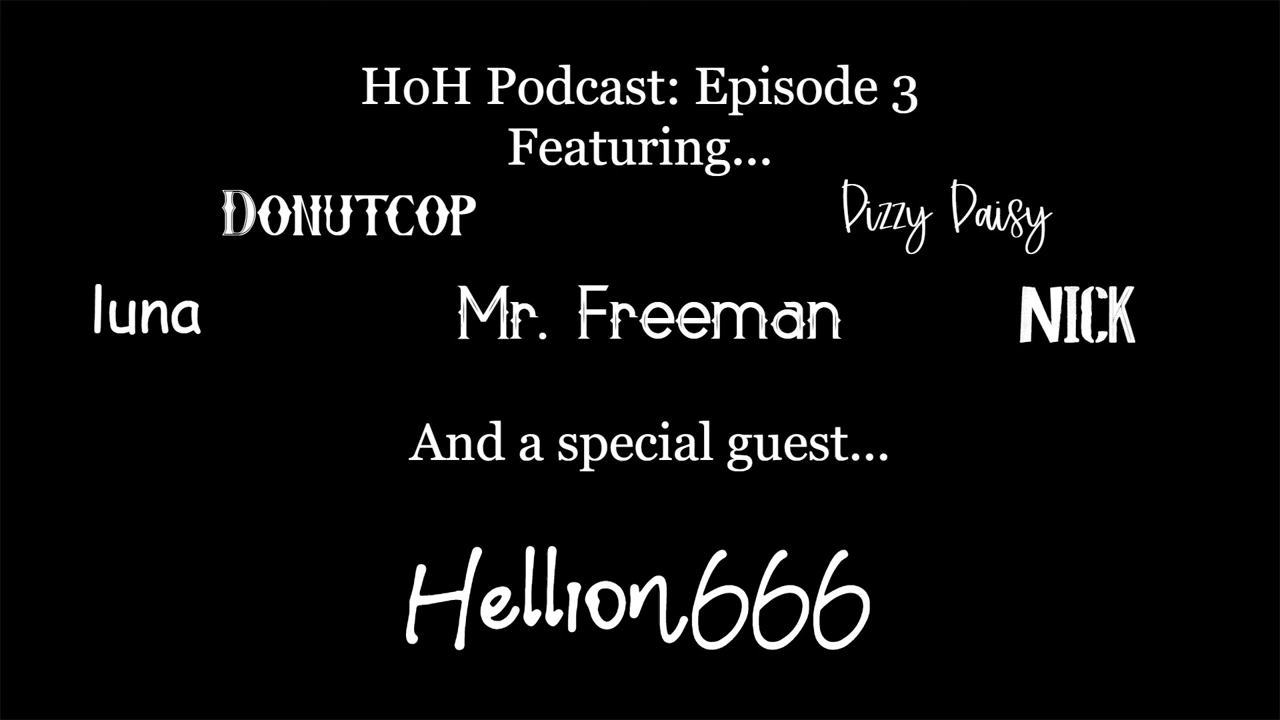 HoH Podcast: Episode 3
Featuring...
Donutcop Dizzy Daisy
luna Mr. Freeman NICK
And a special guest...
Hellion666